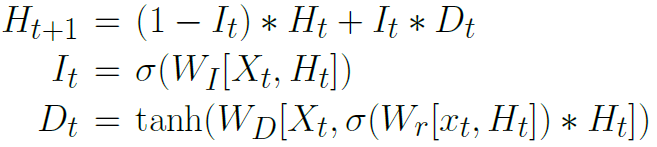 H_{t+1} = (1 − I_t) ∗ H_t + I_t ∗ D_t
I_t = σ(W_I[X_t, H_t])
D_t = tanh(W_D[X_t, σ(W_r[x_t, H_t]) ∗ H_t])